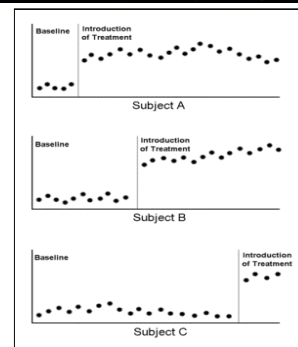 Baseline
Introduction
of Treatment
Subject A
Baseline
Introduction
of Treatment
Subject B
Baseline
Introduction
of Treatment
Subject C